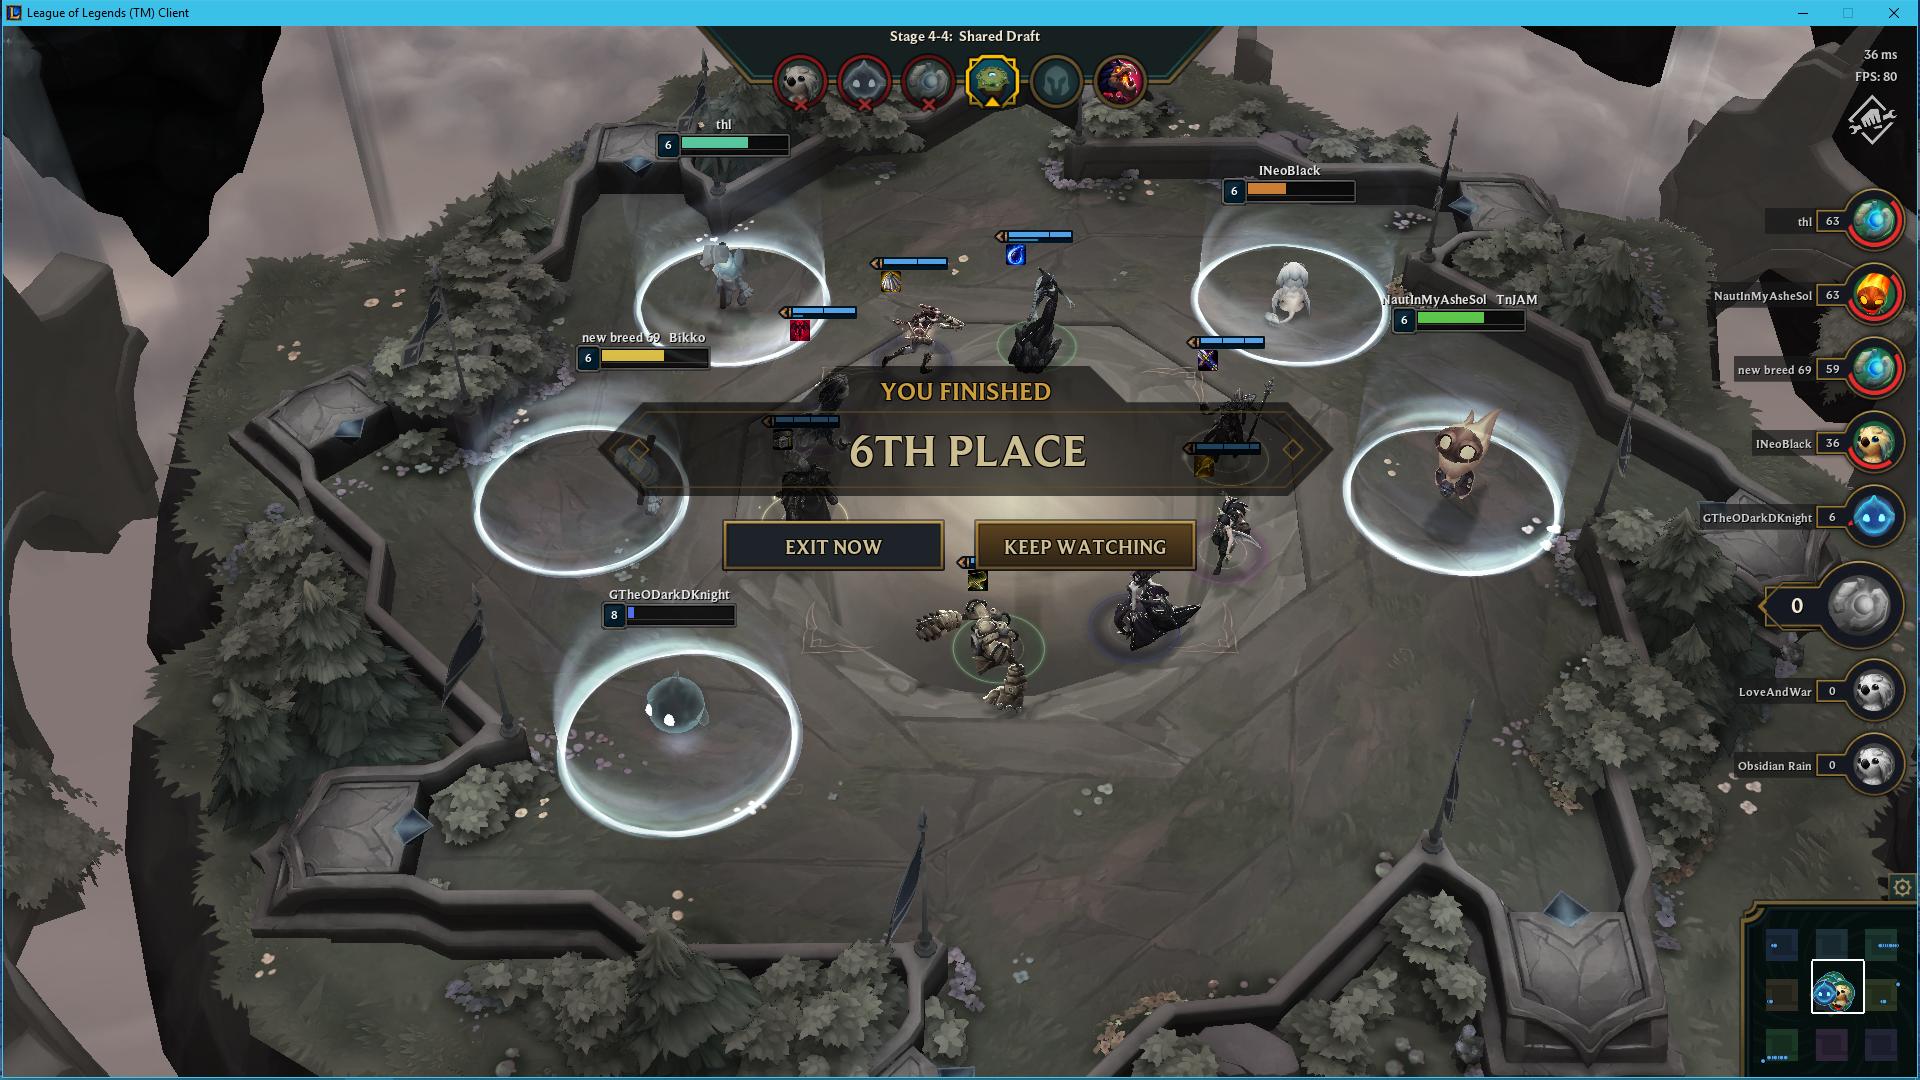 League of Legends (TM) Client
Stage 4-4: Shared Draft
36 ms
FPS: 80
thl
6
INeoBlack
6
thl 63
NautInMyAsheSol TnJAM
6
NautInMyAsheSol 63
new breed 69 Bikko
6
new breed 69 59
YOU FINISHED
6TH PLACE
INeoBlack 36
GTheODarkDKnight 6
EXIT NOW
KEEP WATCHING
GTheODarkDKnight
8
0
LoveAndWar 0
Obsidian Rain 0